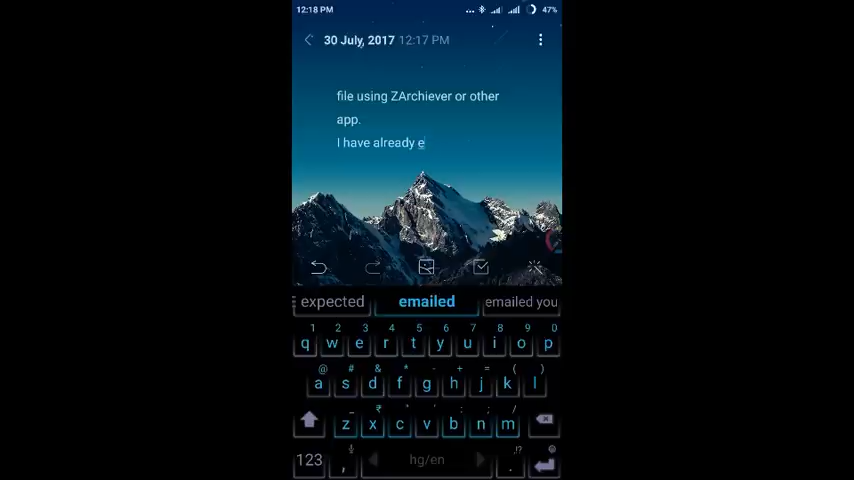 12:18 PM ... 47%
30 July, 2017 12:17 PM
file using ZArchiever or other
app.
I have already e
expected emailed emailed you
1 2 3 4 5 6 7 8 9 0
q w e r t y u i o p
@ # & * - + = ( )
a s d f g h j k l
_ ₹ " ' : ; /
z x c v b n m
123 , hg/en . !?